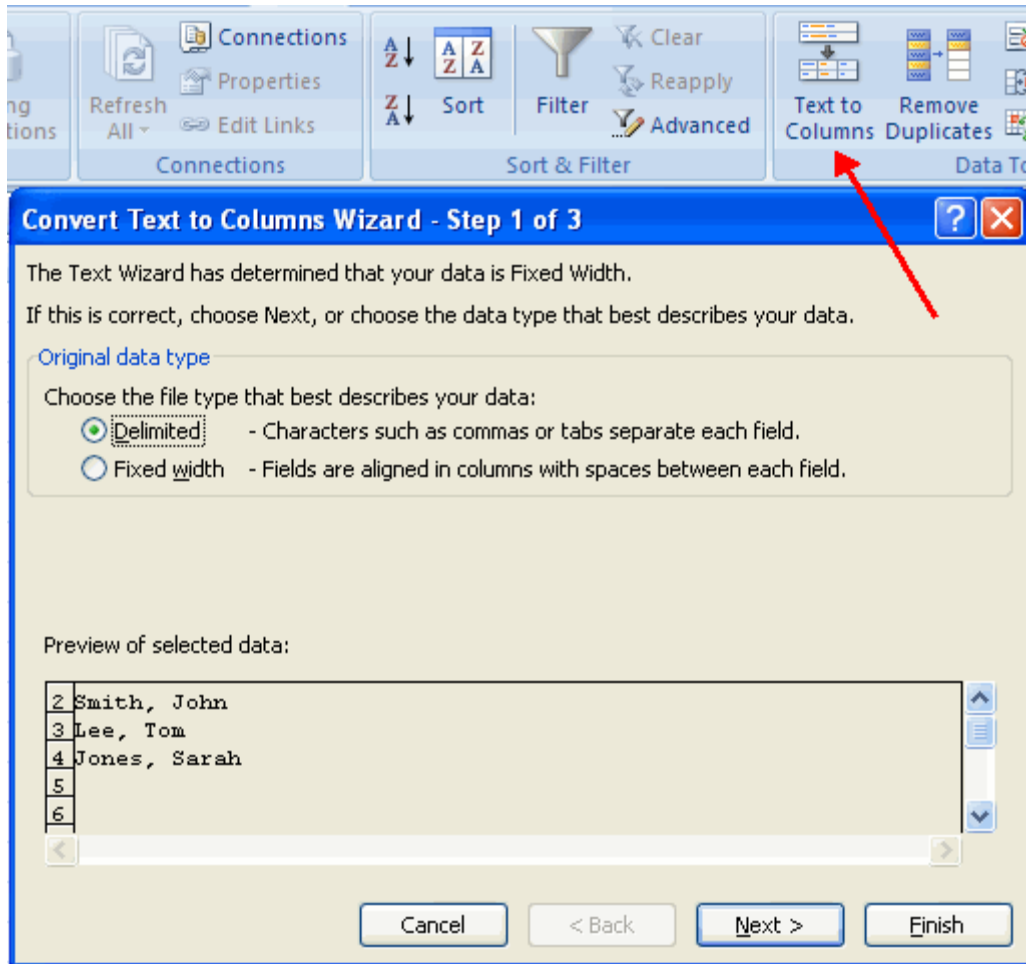 Connections
Properties
Edit Links
Refresh
All
Connections
A
Z
Z
A
A Z
Z A
Sort
Filter
Clear
Reapply
Advanced
Sort & Filter
Text to
Columns
Remove
Duplicates
Data To
ng
tions
Convert Text to Columns Wizard - Step 1 of 3
?
The Text Wizard has determined that your data is Fixed Width.
If this is correct, choose Next, or choose the data type that best describes your data.
Original data type
Choose the file type that best describes your data:
Delimited - Characters such as commas or tabs separate each field.
Fixed width - Fields are aligned in columns with spaces between each field.
Preview of selected data:
2 Smith, John
3 Lee, Tom
4 Jones, Sarah
5
6
Cancel < Back Next > Finish